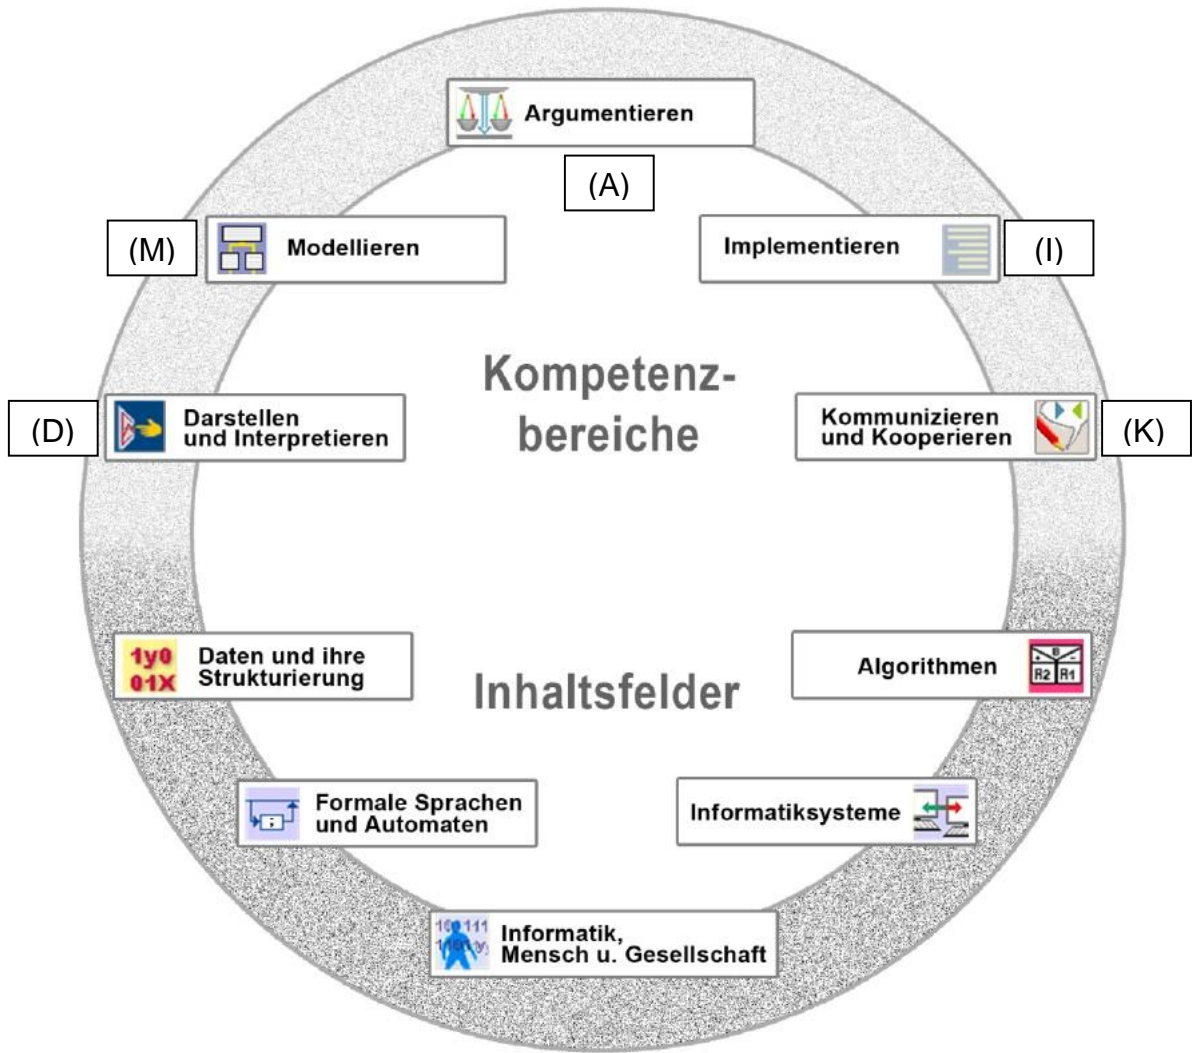 Argumentieren
(A)
(M)
Modellieren
Implementieren
(I)
Kompetenz-
bereiche
(D)
Darstellen
und Interpretieren
Kommunizieren
und Kooperieren
(K)
1y0
01X
Daten und ihre
Strukturierung
Inhaltsfelder
Algorithmen
B
+ -
R2 R1
;
Formale Sprachen
und Automaten
Informatiksysteme
Informatik,
Mensch u. Gesellschaft